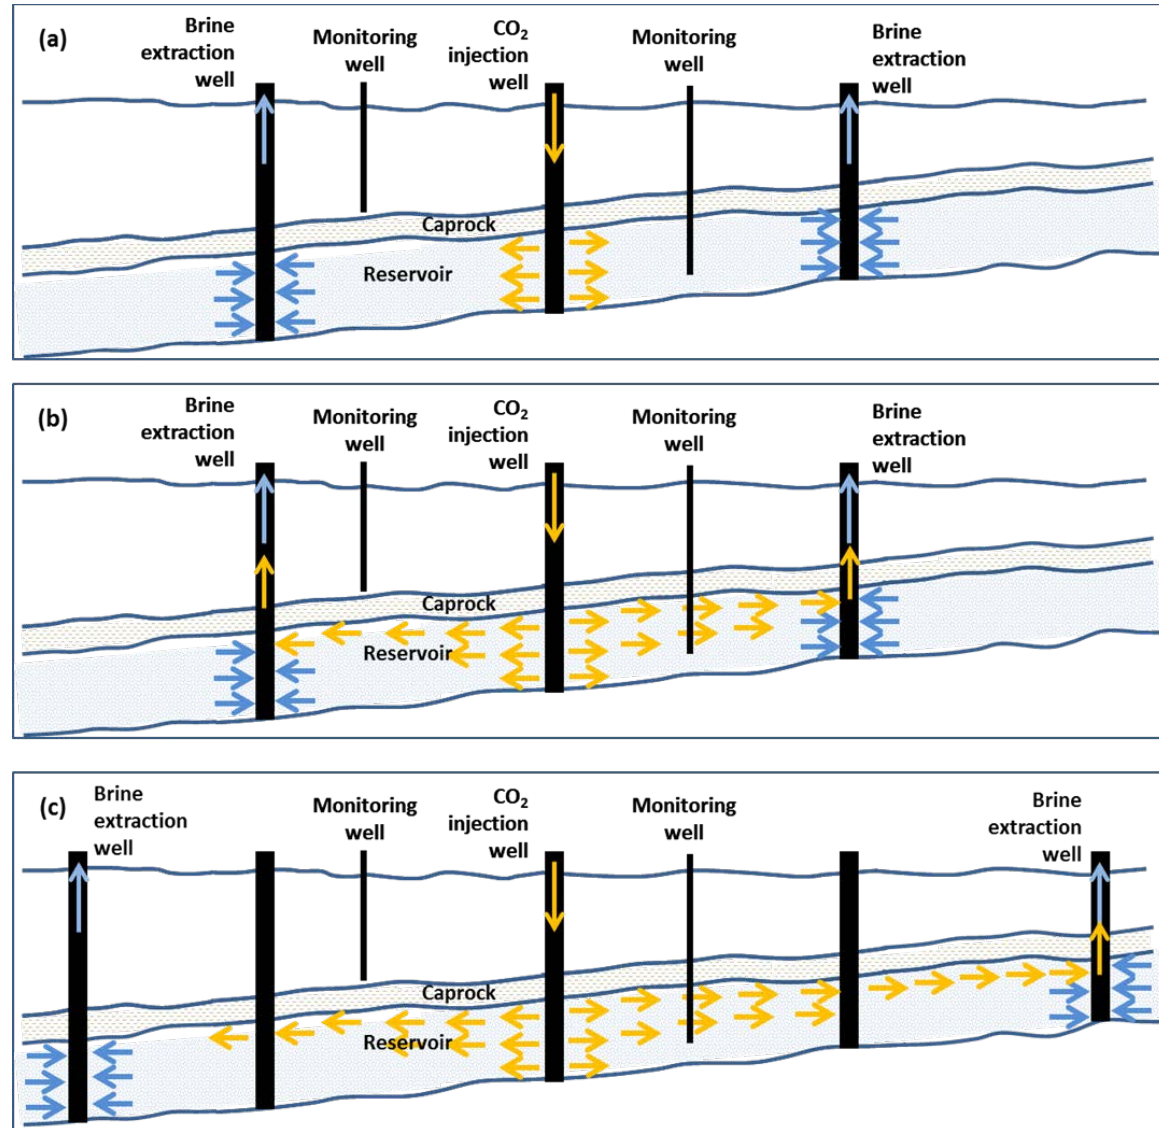 (a)
Brine
extraction
well
Monitoring
well
CO₂
injection
well
Monitoring
well
Brine
extraction
well
Caprock
Reservoir
(b)
Brine
extraction
well
Monitoring
well
CO₂
injection
well
Monitoring
well
Brine
extraction
well
Caprock
Reservoir
(c)
Brine
extraction
well
Monitoring
well
CO₂
injection
well
Monitoring
well
Brine
extraction
well
Caprock
Reservoir